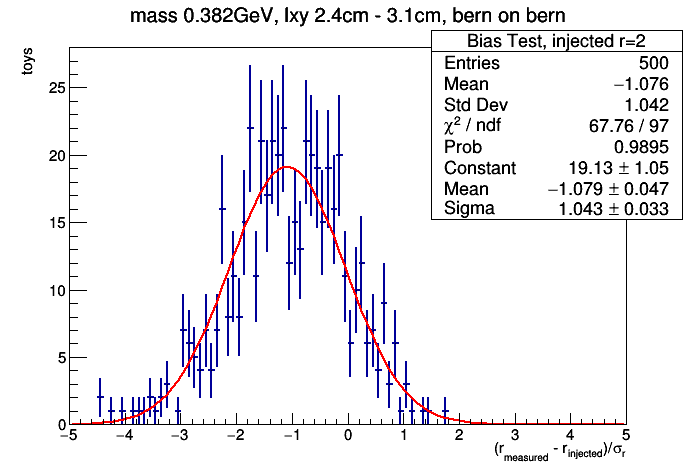 mass 0.382GeV, lxy 2.4cm - 3.1cm, bern on bern
toys
Bias Test, injected r=2
Entries 500
Mean −1.076
Std Dev 1.042
χ² / ndf 67.76 / 97
Prob 0.9895
Constant 19.13 ± 1.05
Mean −1.079 ± 0.047
Sigma 1.043 ± 0.033
25
20
15
10
5
0
−5 −4 −3 −2 −1 0 1 2 3 4 5
(r_measured - r_injected)/σ_r